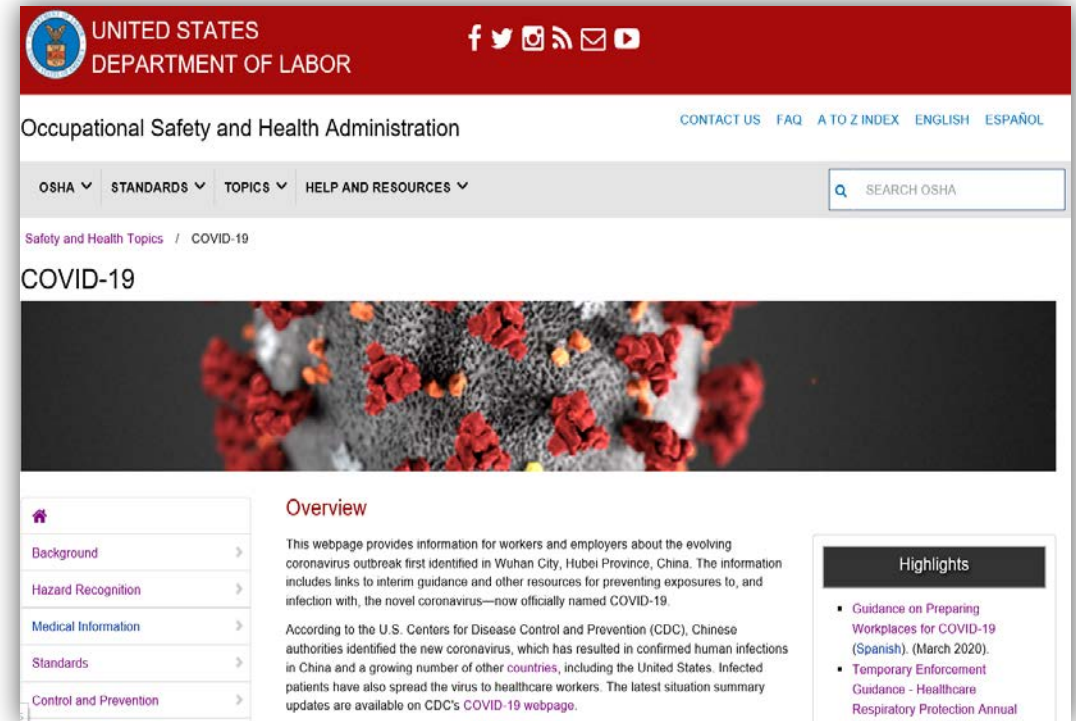 UNITED STATES
DEPARTMENT OF LABOR
Occupational Safety and Health Administration
CONTACT US FAQ A TO Z INDEX ENGLISH ESPAÑOL
OSHA STANDARDS TOPICS HELP AND RESOURCES
SEARCH OSHA
Safety and Health Topics / COVID-19
COVID-19
Background
Hazard Recognition
Medical Information
Standards
Control and Prevention
Overview
This webpage provides information for workers and employers about the evolving
coronavirus outbreak first identified in Wuhan City, Hubei Province, China. The information
includes links to interim guidance and other resources for preventing exposures to, and
infection with, the novel coronavirus—now officially named COVID-19.
According to the U.S. Centers for Disease Control and Prevention (CDC), Chinese
authorities identified the new coronavirus, which has resulted in confirmed human infections
in China and a growing number of other countries, including the United States. Infected
patients have also spread the virus to healthcare workers. The latest situation summary
updates are available on CDC's COVID-19 webpage.
Highlights
Guidance on Preparing
Workplaces for COVID-19
(Spanish). (March 2020).
Temporary Enforcement
Guidance - Healthcare
Respiratory Protection Annual